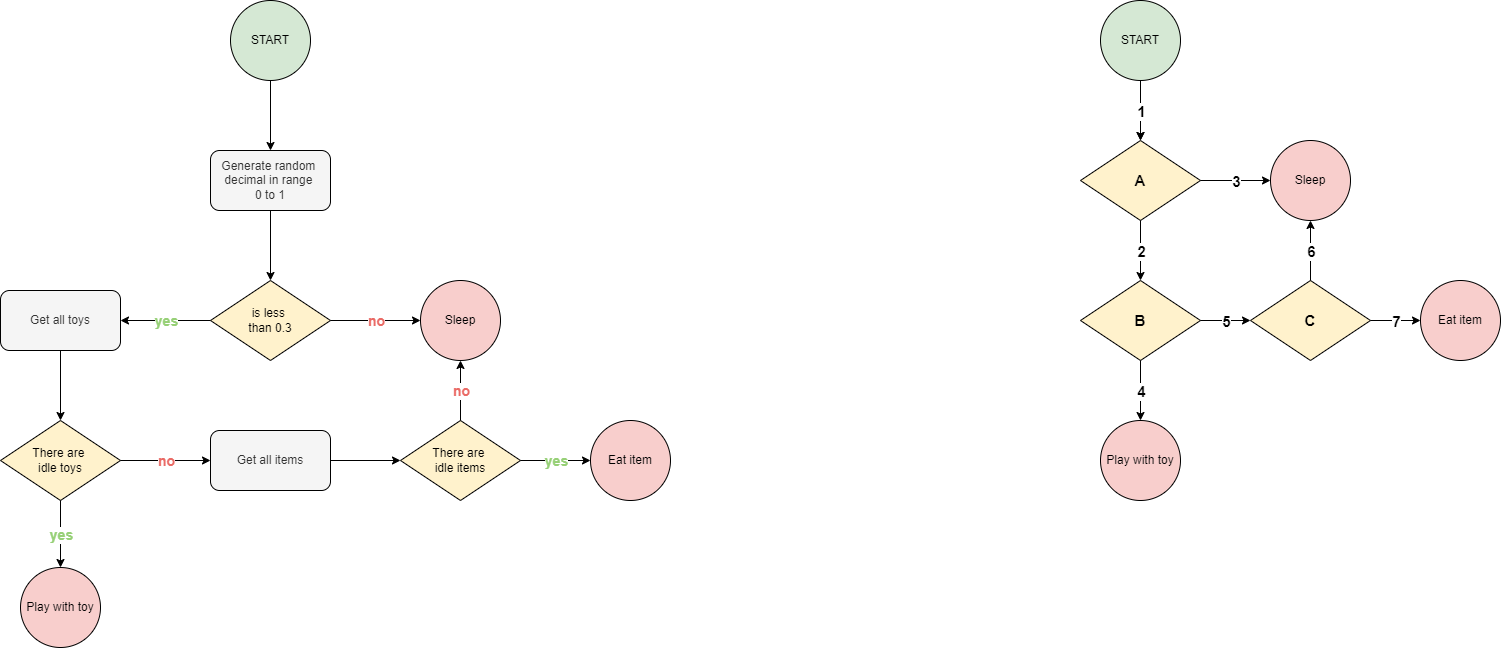 START
Generate random
decimal in range
0 to 1
is less
than 0.3
yes
no
Get all toys
Sleep
no
There are
idle toys
no
Get all items
There are
idle items
yes
Eat item
yes
Play with toy
START
1
A
3
Sleep
2
6
B
5
C
7
Eat item
4
Play with toy